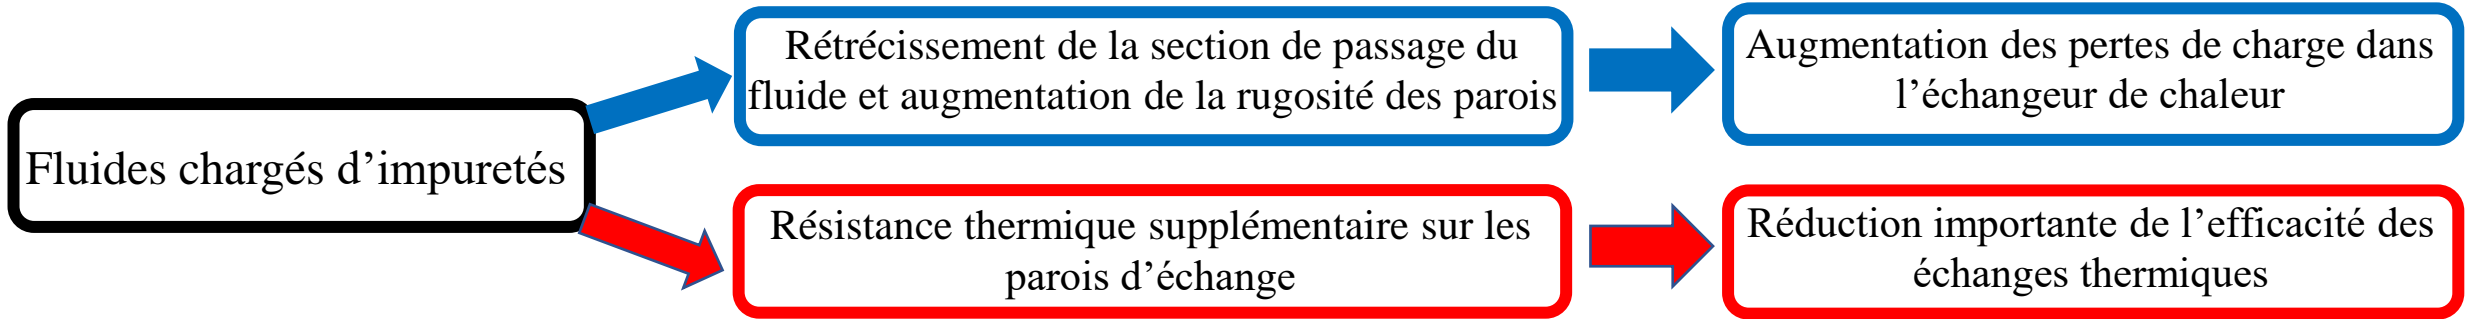 Fluides chargés d’impuretés
Rétrécissement de la section de passage du
fluide et augmentation de la rugosité des parois
Augmentation des pertes de charge dans
l’échangeur de chaleur
Résistance thermique supplémentaire sur les
parois d’échange
Réduction importante de l’efficacité des
échanges thermiques